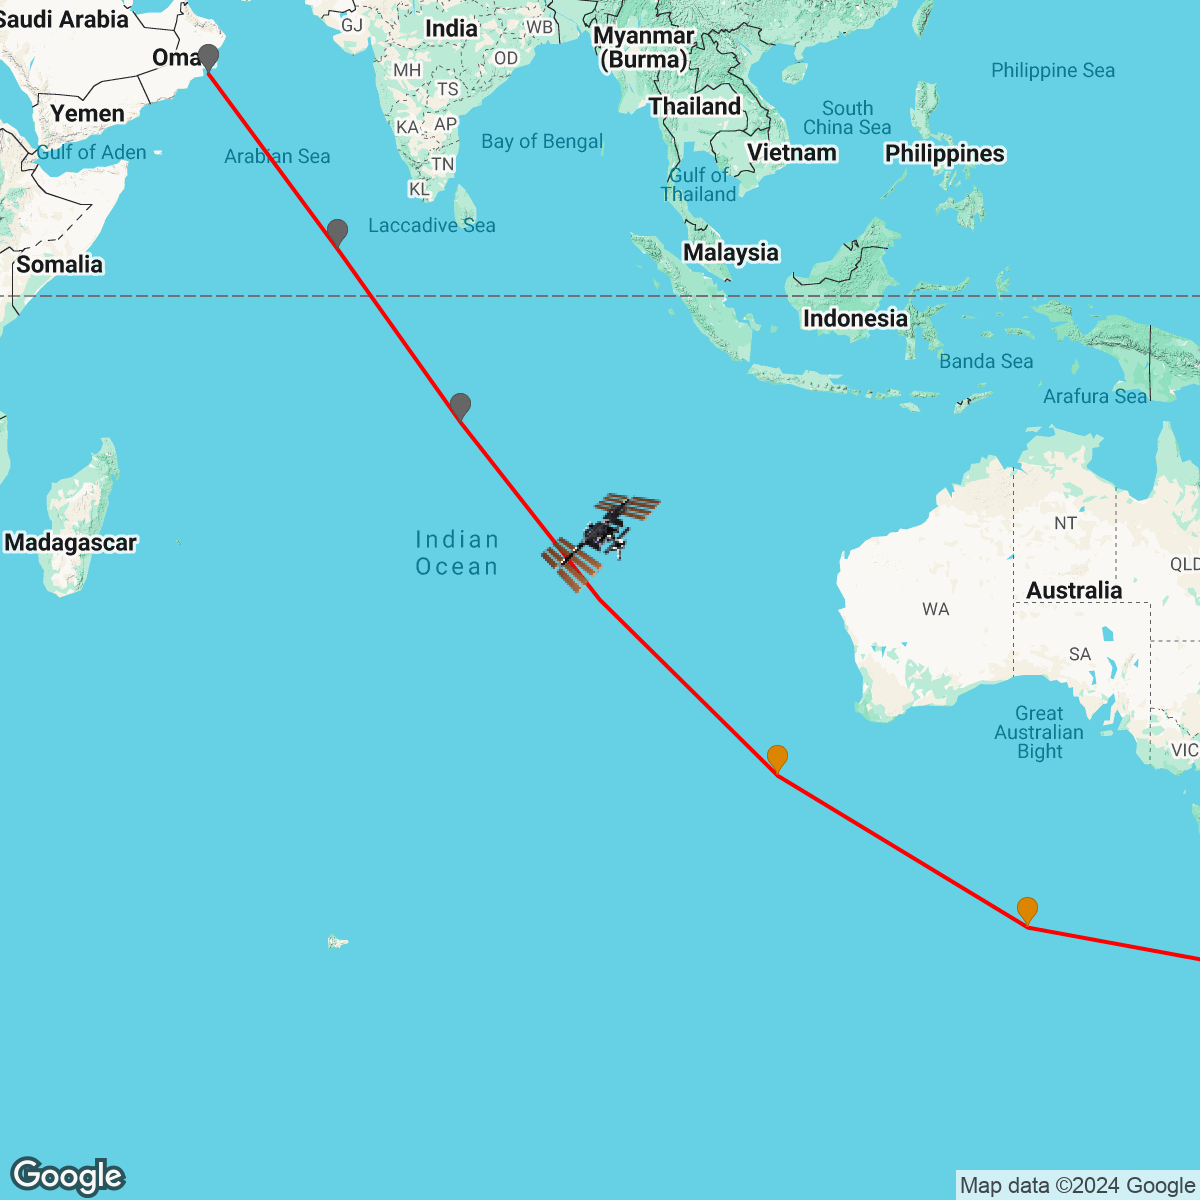 Saudi Arabia
Oma
Yemen
Gulf of Aden
Arabian Sea
Somalia
GJ
India
WB
OD
MH
TS
KA
AP
TN
KL
Bay of Bengal
Laccadive Sea
Myanmar
(Burma)
Thailand
Vietnam
Gulf of
Thailand
South
China Sea
Philippine Sea
Philippines
Malaysia
Indonesia
Banda Sea
Arafura Sea
Madagascar
Indian
Ocean
NT
QLD
Australia
WA
SA
Great
Australian
Bight
VIC
Google
Map data ©2024 Google